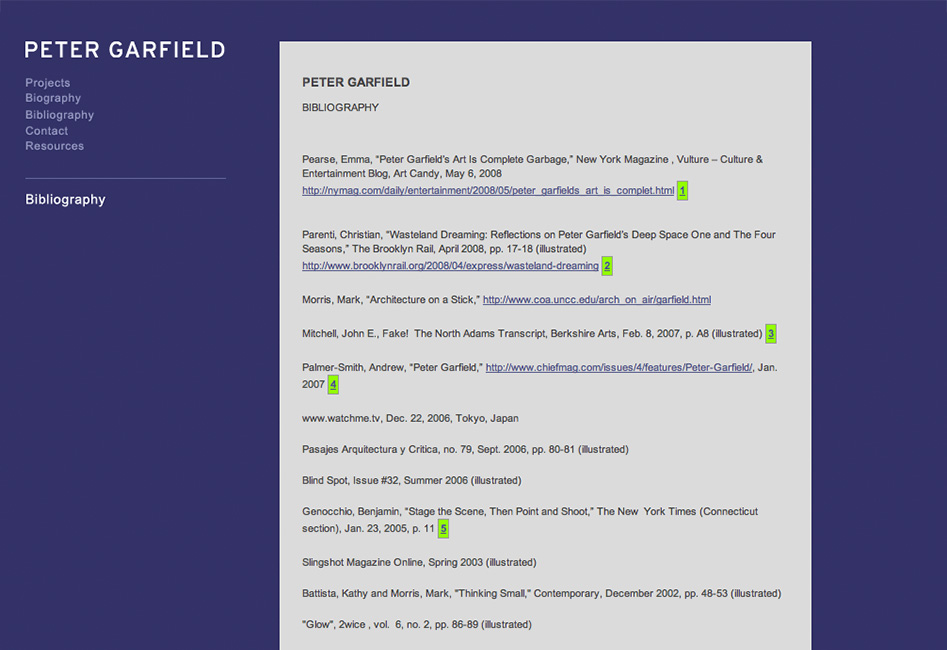 PETER GARFIELD
Projects
Biography
Bibliography
Contact
Resources
Bibliography
PETER GARFIELD
BIBLIOGRAPHY
Pearse, Emma, "Peter Garfield's Art Is Complete Garbage," New York Magazine , Vulture – Culture &
Entertainment Blog, Art Candy, May 6, 2008
http://nymag.com/daily/entertainment/2008/05/peter_garfields_art_is_complet.html 1
Parenti, Christian, "Wasteland Dreaming: Reflections on Peter Garfield's Deep Space One and The Four
Seasons," The Brooklyn Rail, April 2008, pp. 17-18 (illustrated)
http://www.brooklynrail.org/2008/04/express/wasteland-dreaming 2
Morris, Mark, "Architecture on a Stick," http://www.coa.uncc.edu/arch_on_air/garfield.html
Mitchell, John E., Fake!  The North Adams Transcript, Berkshire Arts, Feb. 8, 2007, p. A8 (illustrated) 3
Palmer-Smith, Andrew, "Peter Garfield," http://www.chiefmag.com/issues/4/features/Peter-Garfield/, Jan.
2007 4
www.watchme.tv, Dec. 22, 2006, Tokyo, Japan
Pasajes Arquitectura y Critica, no. 79, Sept. 2006, pp. 80-81 (illustrated)
Blind Spot, Issue #32, Summer 2006 (illustrated)
Genocchio, Benjamin, "Stage the Scene, Then Point and Shoot," The New  York Times (Connecticut
section), Jan. 23, 2005, p. 11 5
Slingshot Magazine Online, Spring 2003 (illustrated)
Battista, Kathy and Morris, Mark, "Thinking Small," Contemporary, December 2002, pp. 48-53 (illustrated)
"Glow", 2wice , vol.  6, no. 2, pp. 86-89 (illustrated)